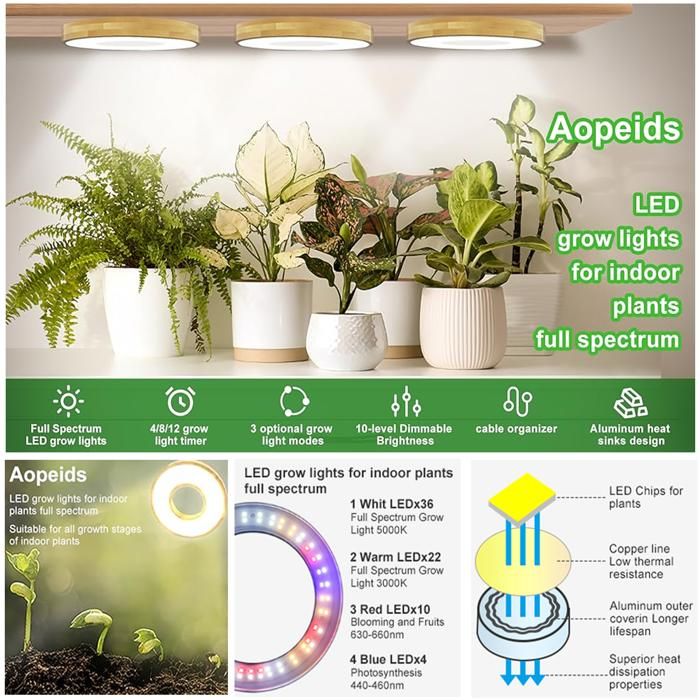 Aopeids
LED
grow lights
for indoor
plants
full spectrum
Full Spectrum
LED grow lights
4/8/12 grow
light timer
3 optional grow
light modes
10-level Dimmable
Brightness
cable organizer
Aluminum heat
sinks design
Aopeids
LED grow lights for indoor
plants full spectrum
Suitable for all growth stages
of indoor plants
LED grow lights for indoor plants
full spectrum
1 Whit LEDx36
Full Spectrum Grow
Light 5000K
2 Warm LEDx22
Full Spectrum Grow
Light 3000K
3 Red LEDx10
Blooming and Fruits
630-660nm
4 Blue LEDx4
Photosynthesis
440-460nm
LED Chips for
plants
Copper line
Low thermal
resistance
Aluminum outer
coverin Longer
lifespan
Superior heat
dissipation
properties